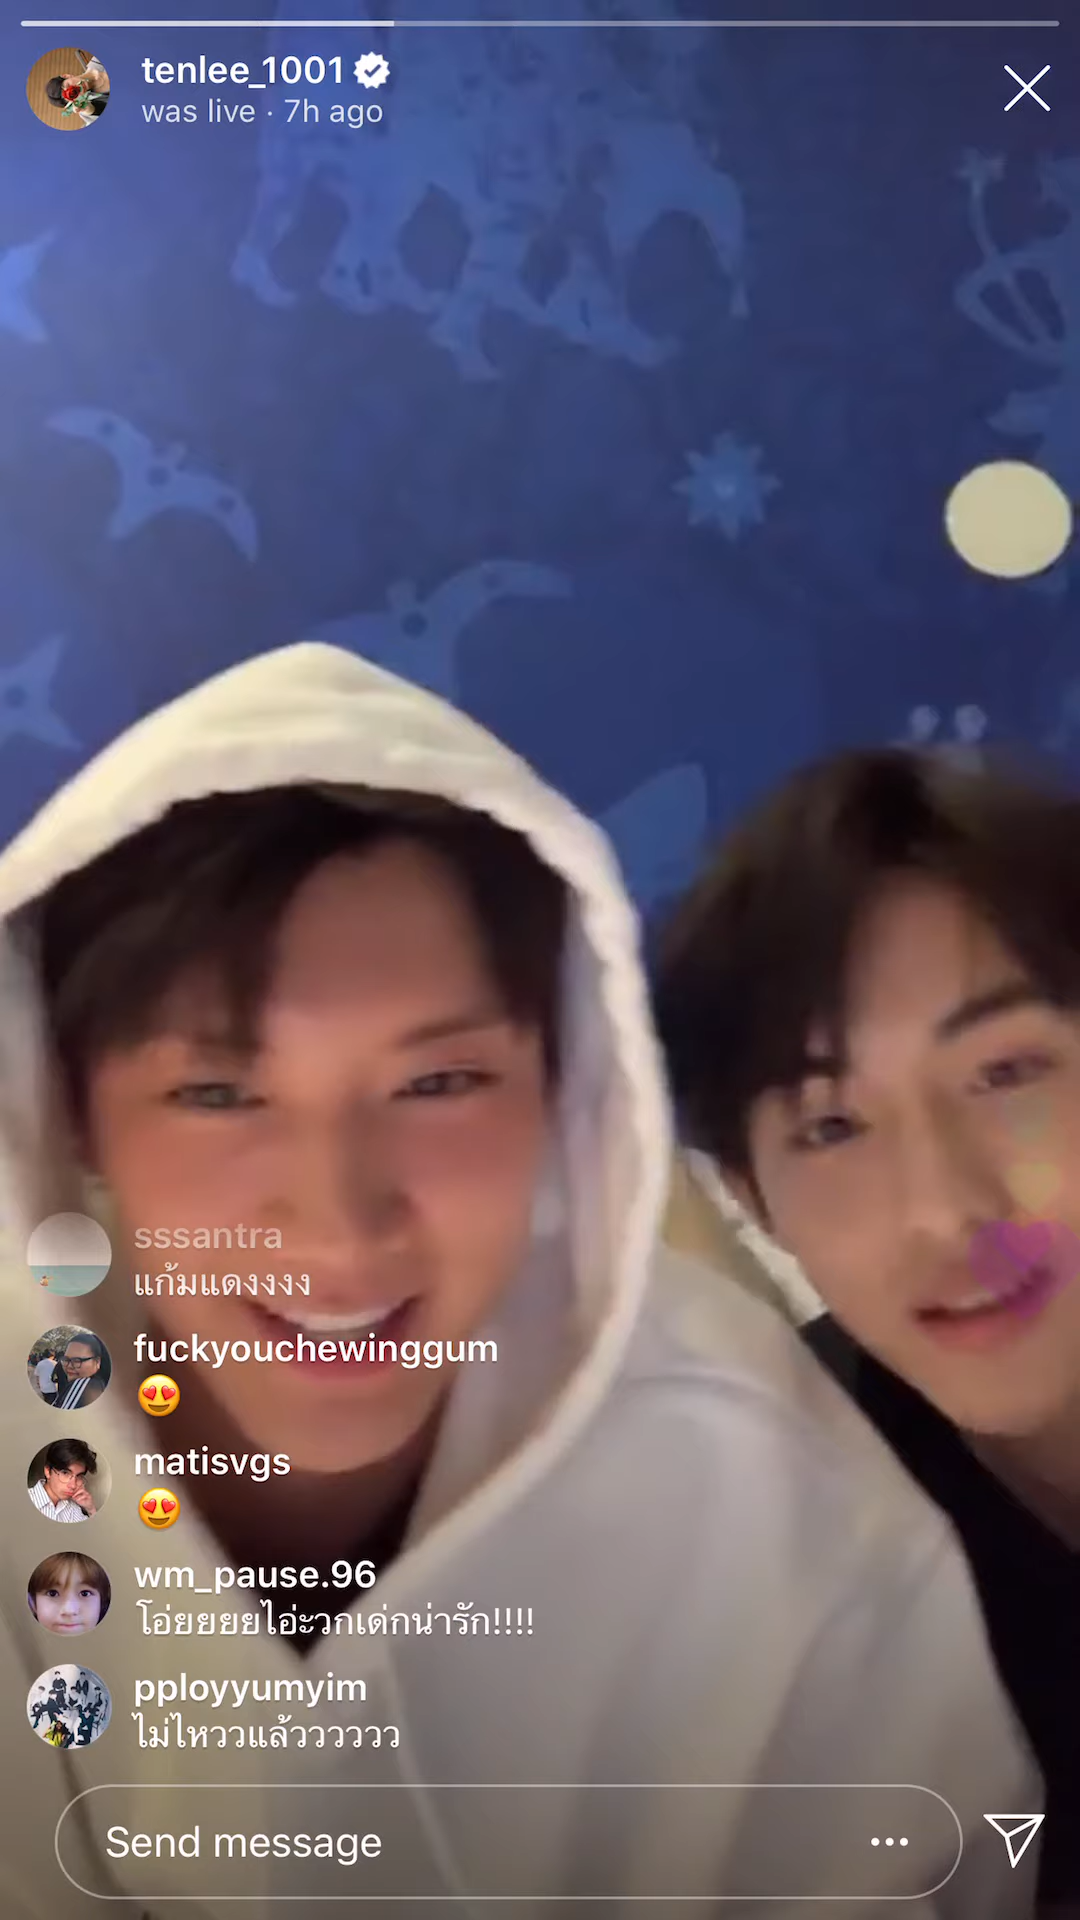 tenlee_1001
was live · 7h ago
sssantra
แก้มแดงงงง
fuckyouchewinggum
😍
matisvgs
😍
wm_pause.96
โอ่ยยยยไอ่ะวกเด่กน่ารัก!!!!
pployyumyim
ไม่ไหววแล้วววววว
Send message